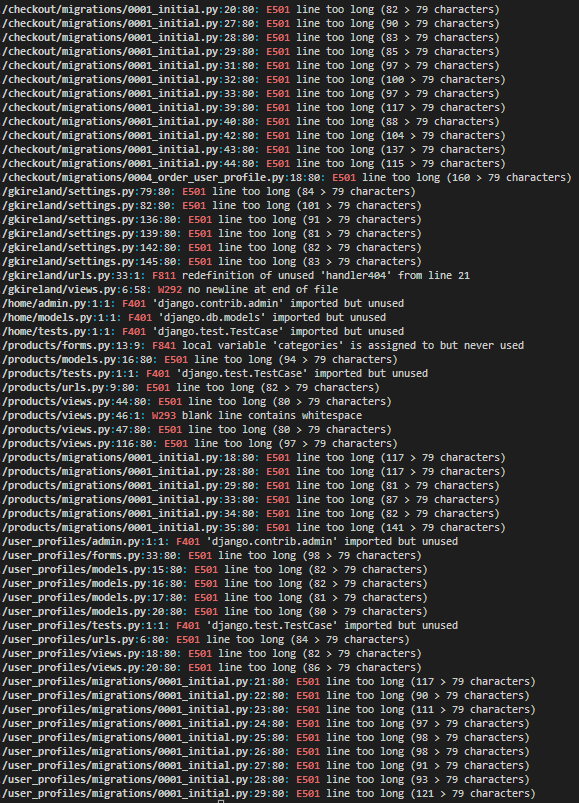 /checkout/migrations/0001_initial.py:20:80: E501 line too long (82 > 79 characters)
/checkout/migrations/0001_initial.py:27:80: E501 line too long (90 > 79 characters)
/checkout/migrations/0001_initial.py:28:80: E501 line too long (83 > 79 characters)
/checkout/migrations/0001_initial.py:29:80: E501 line too long (85 > 79 characters)
/checkout/migrations/0001_initial.py:31:80: E501 line too long (97 > 79 characters)
/checkout/migrations/0001_initial.py:32:80: E501 line too long (100 > 79 characters)
/checkout/migrations/0001_initial.py:33:80: E501 line too long (97 > 79 characters)
/checkout/migrations/0001_initial.py:39:80: E501 line too long (117 > 79 characters)
/checkout/migrations/0001_initial.py:40:80: E501 line too long (88 > 79 characters)
/checkout/migrations/0001_initial.py:42:80: E501 line too long (104 > 79 characters)
/checkout/migrations/0001_initial.py:43:80: E501 line too long (137 > 79 characters)
/checkout/migrations/0001_initial.py:44:80: E501 line too long (115 > 79 characters)
/checkout/migrations/0004_order_user_profile.py:18:80: E501 line too long (160 > 79 characters)
/gkireland/settings.py:79:80: E501 line too long (84 > 79 characters)
/gkireland/settings.py:82:80: E501 line too long (101 > 79 characters)
/gkireland/settings.py:136:80: E501 line too long (91 > 79 characters)
/gkireland/settings.py:139:80: E501 line too long (81 > 79 characters)
/gkireland/settings.py:142:80: E501 line too long (82 > 79 characters)
/gkireland/settings.py:145:80: E501 line too long (83 > 79 characters)
/gkireland/urls.py:33:1: F811 redefinition of unused 'handler404' from line 21
/gkireland/views.py:6:58: W292 no newline at end of file
/home/admin.py:1:1: F401 'django.contrib.admin' imported but unused
/home/models.py:1:1: F401 'django.db.models' imported but unused
/home/tests.py:1:1: F401 'django.test.TestCase' imported but unused
/products/forms.py:13:9: F841 local variable 'categories' is assigned to but never used
/products/models.py:16:80: E501 line too long (94 > 79 characters)
/products/tests.py:1:1: F401 'django.test.TestCase' imported but unused
/products/urls.py:9:80: E501 line too long (82 > 79 characters)
/products/views.py:44:80: E501 line too long (80 > 79 characters)
/products/views.py:46:1: W293 blank line contains whitespace
/products/views.py:47:80: E501 line too long (80 > 79 characters)
/products/views.py:116:80: E501 line too long (97 > 79 characters)
/products/migrations/0001_initial.py:18:80: E501 line too long (117 > 79 characters)
/products/migrations/0001_initial.py:28:80: E501 line too long (117 > 79 characters)
/products/migrations/0001_initial.py:29:80: E501 line too long (81 > 79 characters)
/products/migrations/0001_initial.py:33:80: E501 line too long (87 > 79 characters)
/products/migrations/0001_initial.py:34:80: E501 line too long (82 > 79 characters)
/products/migrations/0001_initial.py:35:80: E501 line too long (141 > 79 characters)
/user_profiles/admin.py:1:1: F401 'django.contrib.admin' imported but unused
/user_profiles/forms.py:33:80: E501 line too long (98 > 79 characters)
/user_profiles/models.py:15:80: E501 line too long (82 > 79 characters)
/user_profiles/models.py:16:80: E501 line too long (82 > 79 characters)
/user_profiles/models.py:17:80: E501 line too long (81 > 79 characters)
/user_profiles/models.py:20:80: E501 line too long (80 > 79 characters)
/user_profiles/tests.py:1:1: F401 'django.test.TestCase' imported but unused
/user_profiles/urls.py:6:80: E501 line too long (84 > 79 characters)
/user_profiles/views.py:18:80: E501 line too long (82 > 79 characters)
/user_profiles/views.py:20:80: E501 line too long (86 > 79 characters)
/user_profiles/migrations/0001_initial.py:21:80: E501 line too long (117 > 79 characters)
/user_profiles/migrations/0001_initial.py:22:80: E501 line too long (90 > 79 characters)
/user_profiles/migrations/0001_initial.py:23:80: E501 line too long (111 > 79 characters)
/user_profiles/migrations/0001_initial.py:24:80: E501 line too long (97 > 79 characters)
/user_profiles/migrations/0001_initial.py:25:80: E501 line too long (98 > 79 characters)
/user_profiles/migrations/0001_initial.py:26:80: E501 line too long (98 > 79 characters)
/user_profiles/migrations/0001_initial.py:27:80: E501 line too long (91 > 79 characters)
/user_profiles/migrations/0001_initial.py:28:80: E501 line too long (93 > 79 characters)
/user_profiles/migrations/0001_initial.py:29:80: E501 line too long (121 > 79 characters)